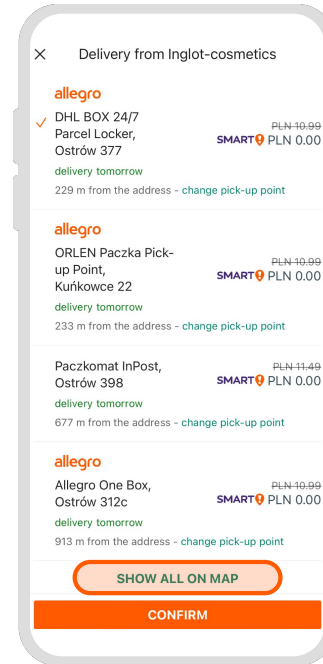 Delivery from Inglot-cosmetics
allegro
DHL BOX 24/7
Parcel Locker,
Ostrów 377
PLN 10.99
SMART! PLN 0.00
delivery tomorrow
229 m from the address - change pick-up point
allegro
ORLEN Paczka Pick-
up Point,
Kuńkowce 22
PLN 10.99
SMART! PLN 0.00
delivery tomorrow
233 m from the address - change pick-up point
Paczkomat InPost,
Ostrów 398
PLN 11.49
SMART! PLN 0.00
delivery tomorrow
677 m from the address - change pick-up point
allegro
Allegro One Box,
Ostrów 312c
PLN 10.99
SMART! PLN 0.00
delivery tomorrow
913 m from the address - change pick-up point
SHOW ALL ON MAP
CONFIRM